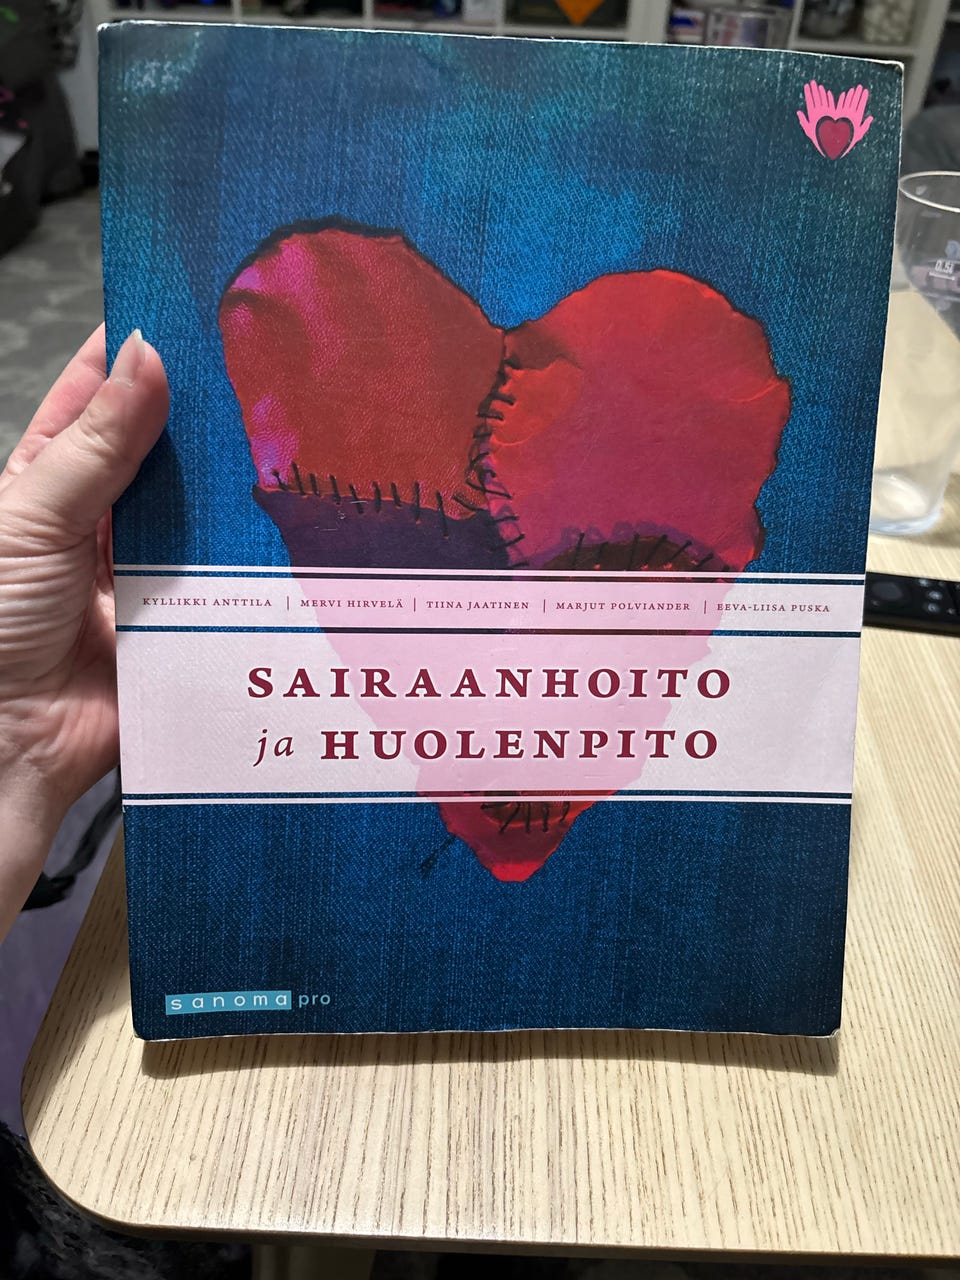 KYLLIKKI ANTTILA | MERVI HIRVELÄ | TIINA JAATINEN | MARJUT POLVIANDER | EEVA-LIISA PUSKA
SAIRAANHOITO
ja HUOLENPITO
sanoma pro